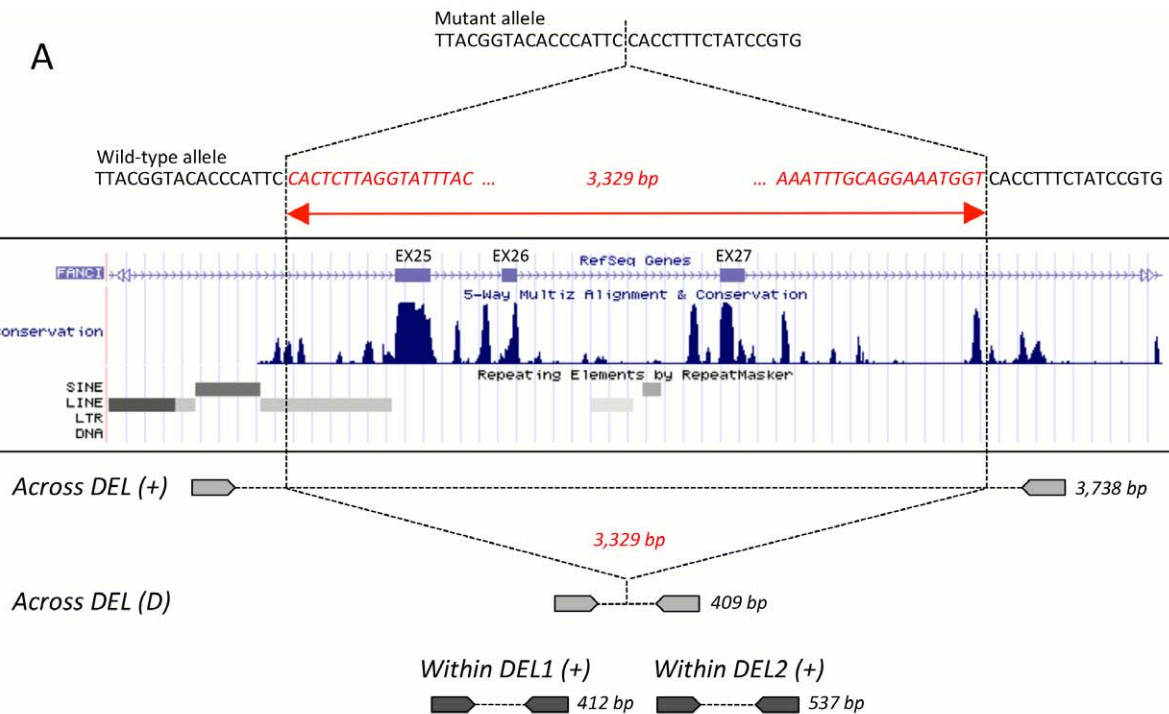 A
Mutant allele
TTACGGTACACCCATTC CACCTTTCTATCCGTG
Wild-type allele
TTACGGTACACCCATTC CACTCTTAGGTATTTAC ... 3,329 bp ... AAATTTGCAGGAAATGGT CACCTTTCTATCCGTG
EX25 EX26 EX27
RefSeq Genes
FANCI
5-Way Multiz Alignment & Conservation
onservation
Repeating Elements by RepeatMasker
SINE
LINE
LTR
DNA
Across DEL (+) 3,738 bp
3,329 bp
Across DEL (D) 409 bp
Within DEL1 (+) Within DEL2 (+)
412 bp 537 bp